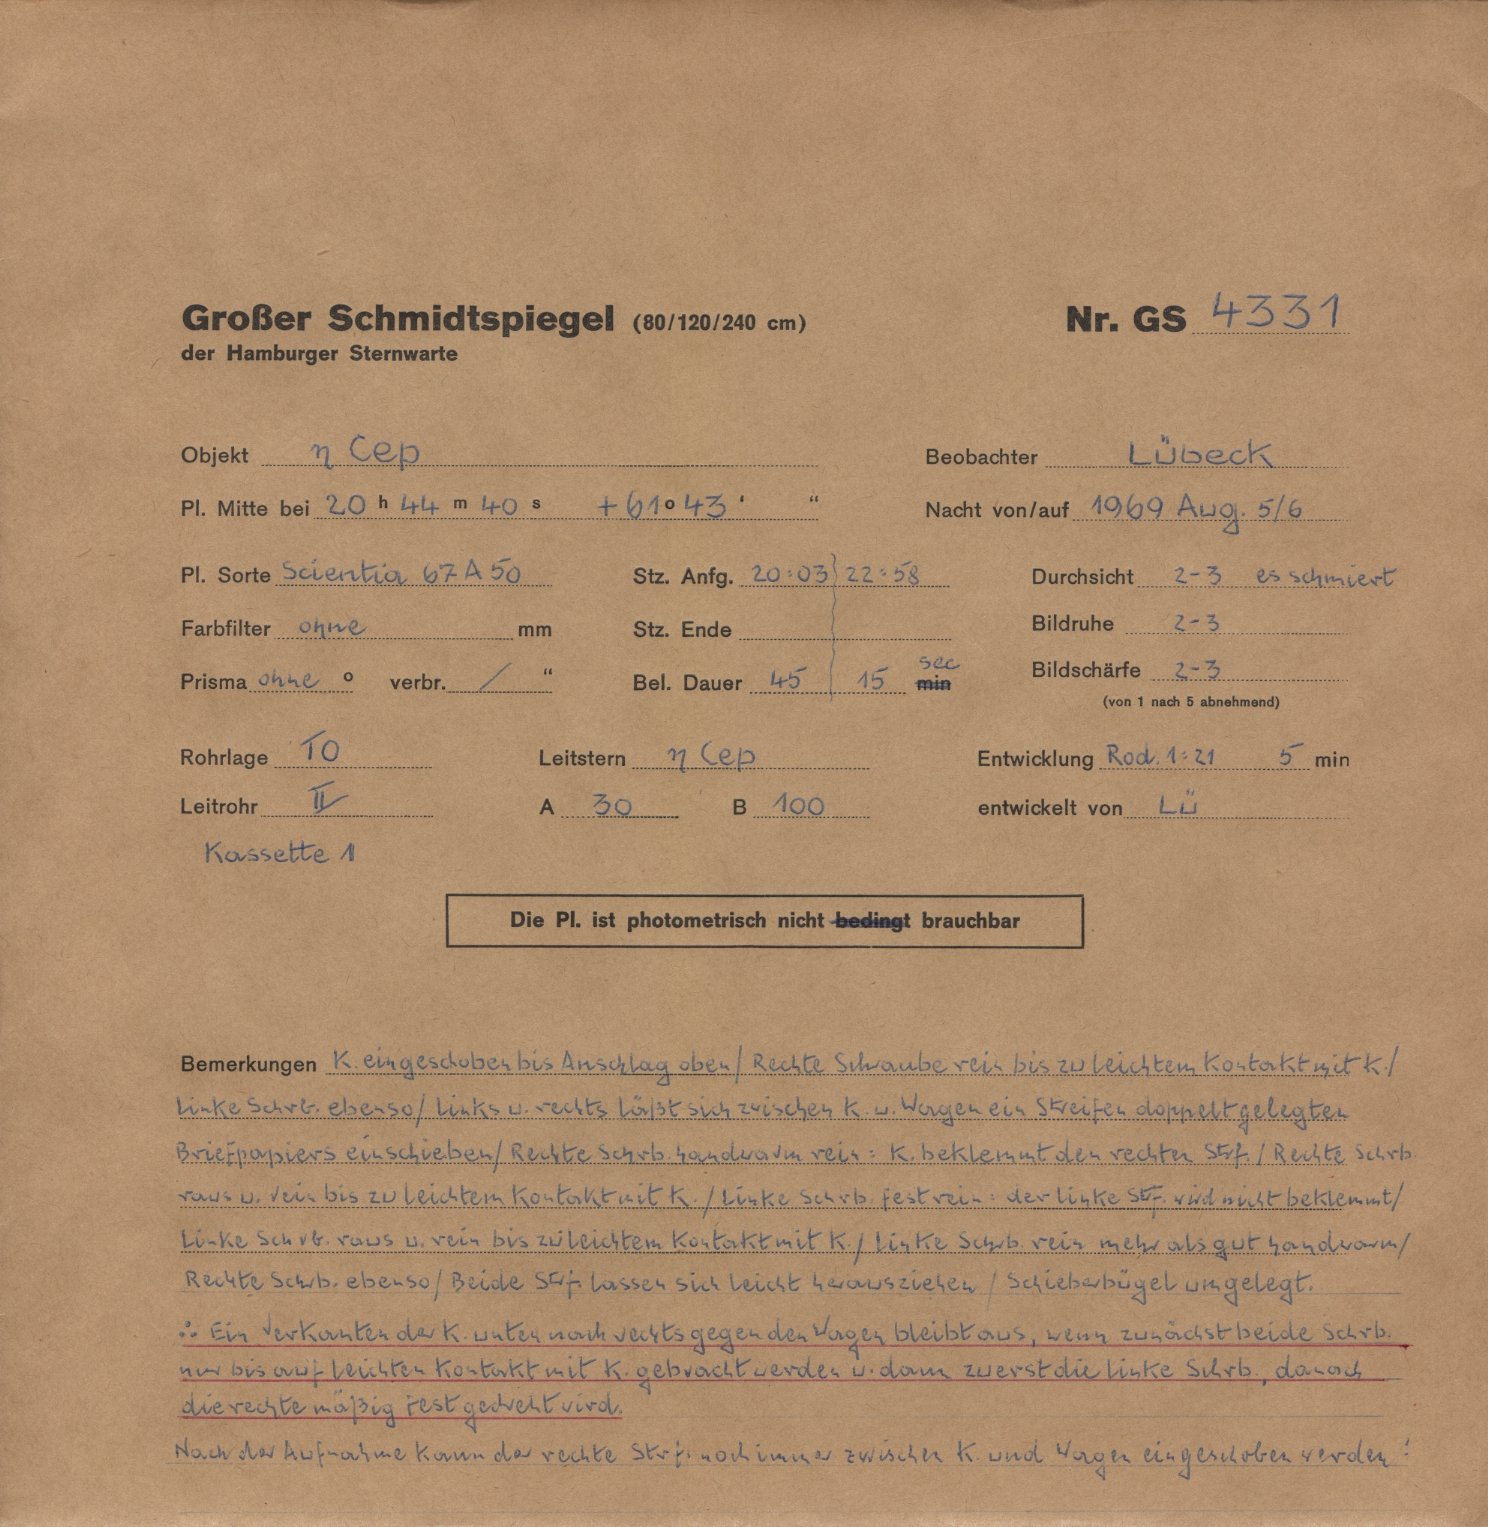 Großer Schmidtspiegel (80/120/240 cm) Nr. GS 4331
der Hamburger Sternwarte
Objekt η Cep Beobachter Lübeck
Pl. Mitte bei 20 h 44 m 40 s +61° 43 ' “ Nacht von/auf 1969 Aug. 5/6
Pl. Sorte Scientia 67 A 50 Stz. Anfg. 20:03 22:58 Durchsicht 2-3 es schmiert
Farbfilter ohne mm Stz. Ende Bildruhe 2-3
sec
Prisma ohne ° verbr. / “ Bel. Dauer 45 15 min Bildschärfe 2-3
(von 1 nach 5 abnehmend)
Rohrlage TO Leitstern η Cep Entwicklung Rod. 1:21 5 min
Leitrohr II A 30 B 100 entwickelt von Lü
Kassette 1
Die Pl. ist photometrisch nicht bedingt brauchbar
Bemerkungen K. eingeschoben bis Anschlag oben / Rechte Schraube rein bis zu leichtem Kontakt mit K. /
Linke Schrb. ebenso / Links u. rechts läßt sich zwischen K. u. Wagen ein Streifen doppelt gelegten
Briefpapiers einschieben / Rechte Schrb. handwarm rein: K. beklemmt den rechten Strf. / Rechte Schrb.
raus u. rein bis zu leichtem Kontakt mit K. / Linke Schrb. fest rein: der linke Strf. wird nicht beklemmt /
Linke Schrb. raus u. rein bis zu leichtem Kontakt mit K. / Linke Schrb. rein mehr als gut handwarm /
Rechte Schrb. ebenso / Beide Strf. lassen sich leicht herausziehen / Schieberbügel umgelegt.
∴ Ein Verkanten der K. unten nach rechts gegen den Wagen bleibt aus, wenn zunächst beide Schrb.
nur bis auf leichten Kontakt mit K. gebracht werden u. dann zuerst die linke Schrb., danach
die rechte mäßig fest gedreht wird.
Nach der Aufnahme kann der rechte Strf. noch immer zwischen K. und Wagen eingeschoben werden!